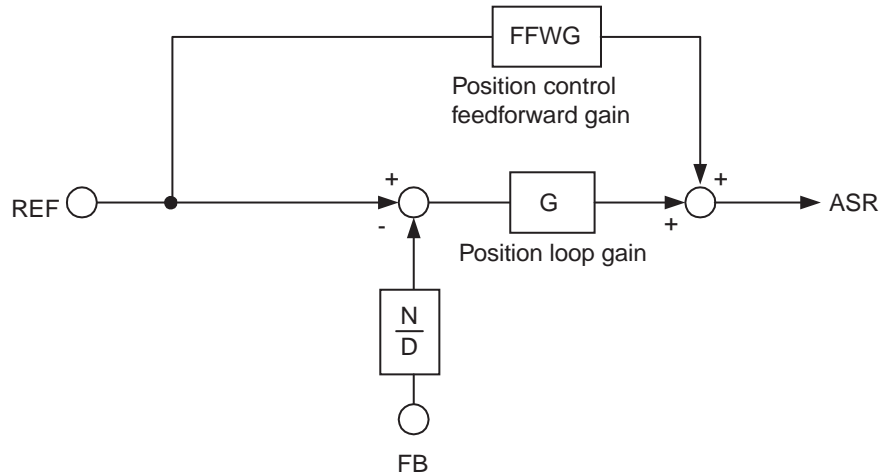 FFWG
Position control
feedforward gain
+
+
REF
-
G
+
ASR
Position loop gain
N
D
FB